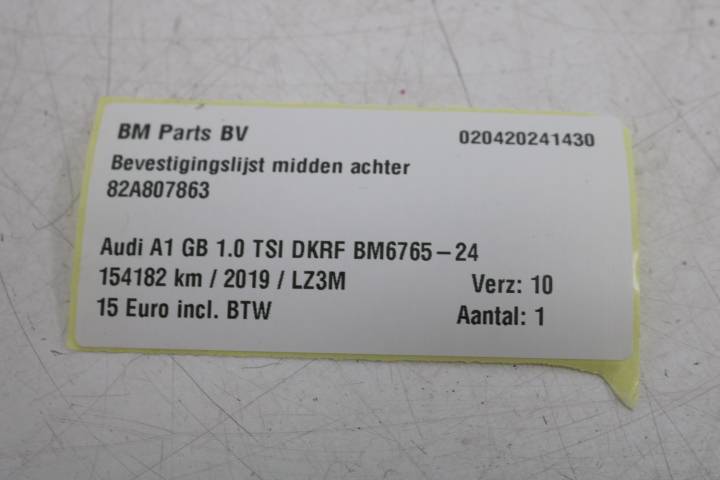 BM Parts BV 020420241430
Bevestigingslijst midden achter
82A807863
Audi A1 GB 1.0 TSI DKRF BM6765-24
154182 km / 2019 / LZ3M Verz: 10
15 Euro incl. BTW Aantal: 1